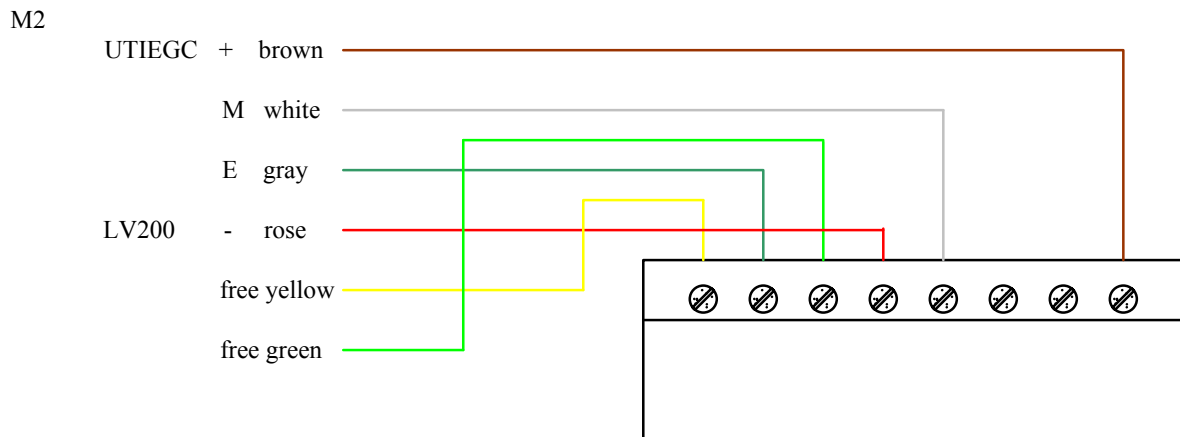 M2
UTIEGC + brown
M white
E gray
LV200 - rose
free yellow
free green